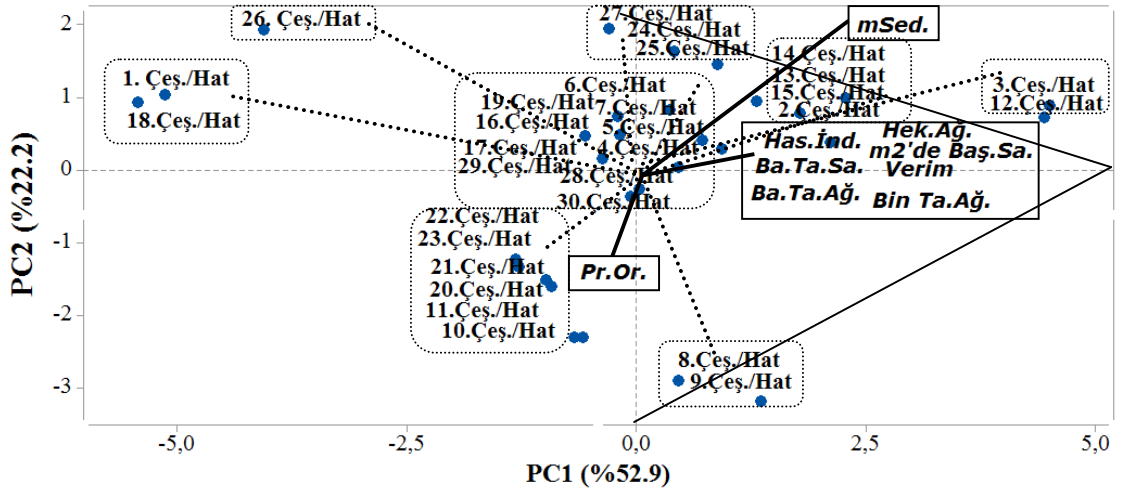 PC2 (%22.2)
2
1
0
-1
-2
-3
26. Çeş./Hat
1. Çeş./Hat
18.Çeş./Hat
27.Çeş./Hat
24.Çeş./Hat
25.Çeş./Hat
mSed.
14.Çeş./Hat
13.Çeş./Hat
15.Çeş./Hat
2.Çeş./Hat
3.Çeş./Hat
12.Çeş./Hat
6.Çeş./Hat
19.Çeş./Hat
7.Çeş./Hat
16.Çeş./Hat
5.Çeş./Hat
17.Çeş./Hat
4.Çeş./Hat
29.Çeş./Hat
28.Çeş./Hat
30.Çeş./Hat
Has.İnd.
Hek.Ağ.
m2'de Baş.Sa.
Ba.Ta.Sa.
Verim
Ba.Ta.Ağ.
Bin Ta.Ağ.
22.Çeş./Hat
23.Çeş./Hat
21.Çeş./Hat
20.Çeş./Hat
11.Çeş./Hat
10.Çeş./Hat
Pr.Or.
8.Çeş./Hat
9.Çeş./Hat
-5,0
-2,5
0,0
2,5
5,0
PC1 (%52.9)